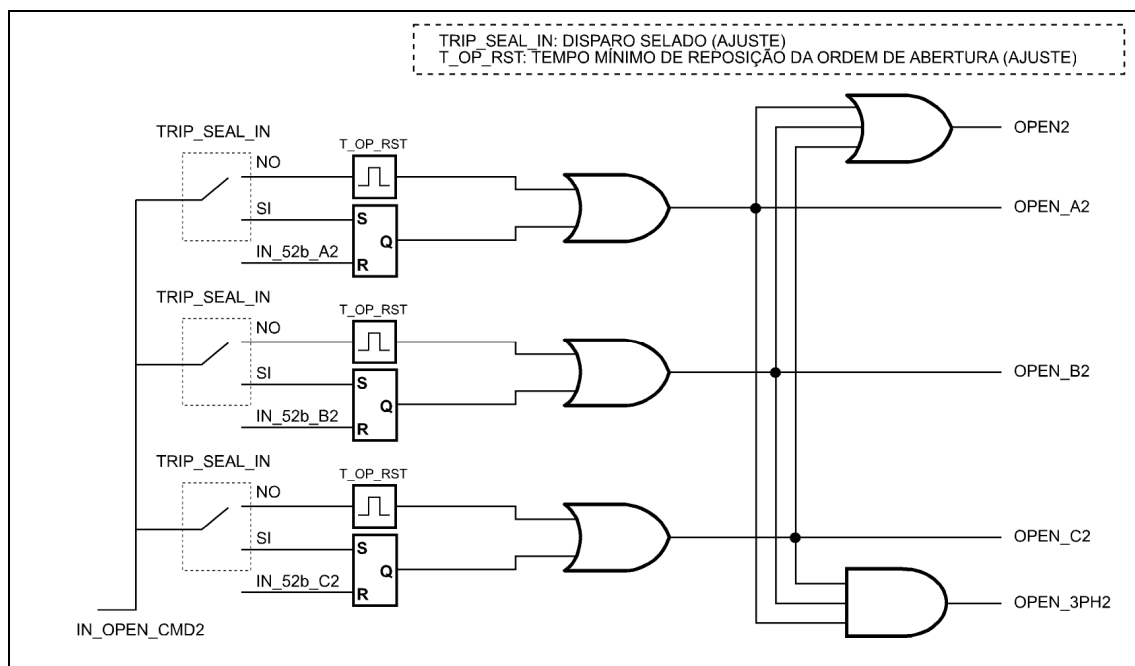 TRIP_SEAL_IN: DISPARO SELADO (AJUSTE)
T_OP_RST: TEMPO MÍNIMO DE REPOSIÇÃO DA ORDEM DE ABERTURA (AJUSTE)
OPEN2
TRIP_SEAL_IN
T_OP_RST
NO
SI
S
Q
R
IN_52b_A2
OPEN_A2
TRIP_SEAL_IN
T_OP_RST
NO
SI
S
Q
R
IN_52b_B2
OPEN_B2
TRIP_SEAL_IN
T_OP_RST
NO
SI
S
Q
R
IN_52b_C2
OPEN_C2
OPEN_3PH2
IN_OPEN_CMD2